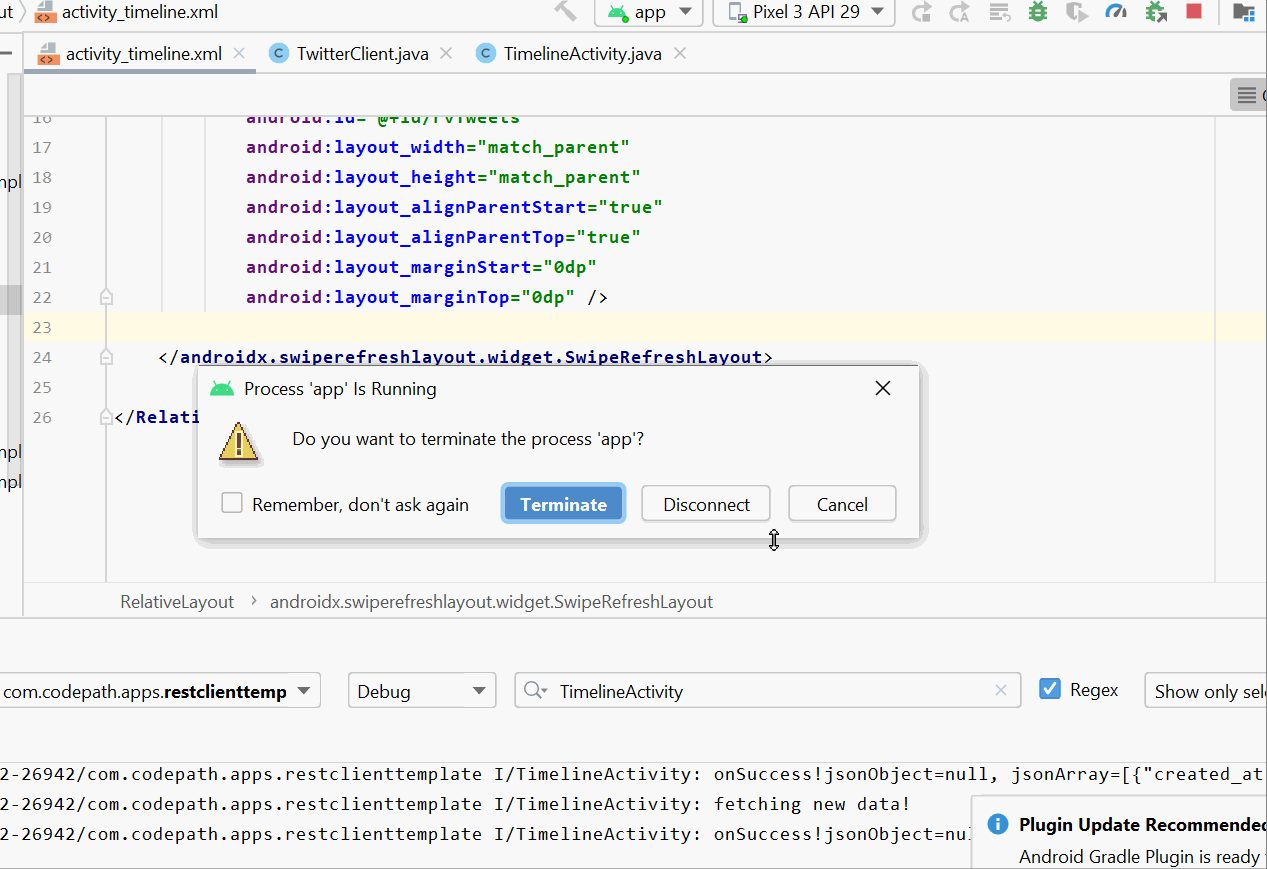 ut
activity_timeline.xml
app
Pixel 3 API 29
activity_timeline.xml
TwitterClient.java
TimelineActivity.java
16 android:id="@+id/rvTweets"
17 android:layout_width="match_parent"
mpl
18 android:layout_height="match_parent"
19 android:layout_alignParentStart="true"
20 android:layout_alignParentTop="true"
21 android:layout_marginStart="0dp"
22 android:layout_marginTop="0dp" />
23
24 </androidx.swiperefreshlayout.widget.SwipeRefreshLayout>
25
26 </Relati
Process 'app' Is Running
Do you want to terminate the process 'app'?
mpl
mpl
Remember, don't ask again
Terminate
Disconnect
Cancel
RelativeLayout › androidx.swiperefreshlayout.widget.SwipeRefreshLayout
com.codepath.apps.restclienttemp
Debug
TimelineActivity
Regex
Show only sele
2-26942/com.codepath.apps.restclienttemplate I/TimelineActivity: onSuccess!jsonObject=null, jsonArray=[{"created_at
2-26942/com.codepath.apps.restclienttemplate I/TimelineActivity: fetching new data!
2-26942/com.codepath.apps.restclienttemplate I/TimelineActivity: onSuccess!jsonObject=nul
Plugin Update Recommended
Android Gradle Plugin is ready